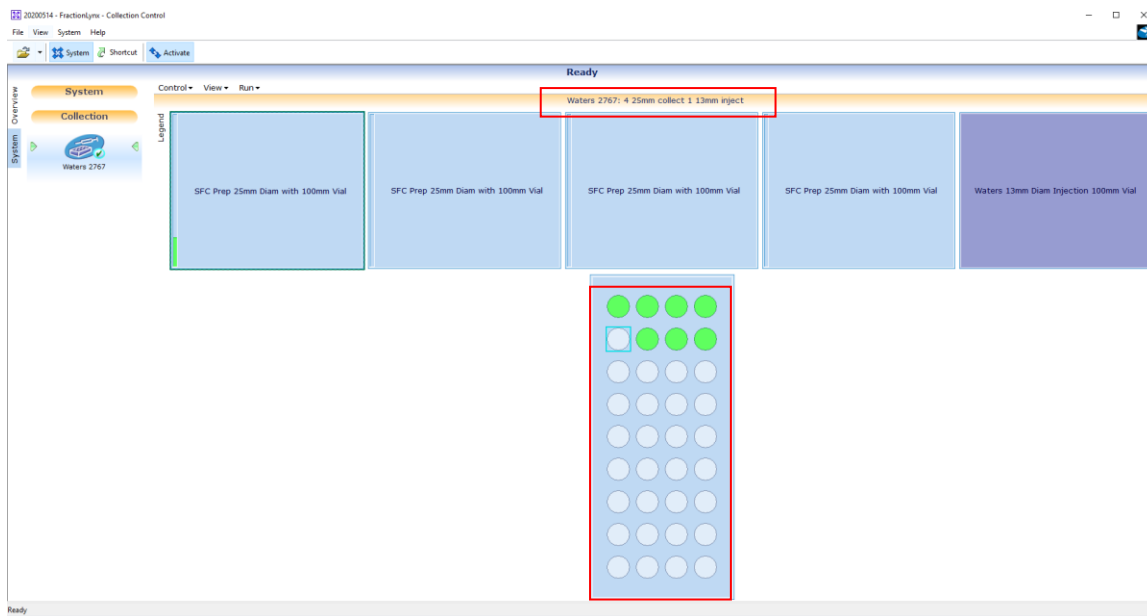 20200514 - FractionLynx - Collection Control
File View System Help
System Shortcut Activate
Ready
Overview
System
System
Collection
Waters 2767
Control View Run
Waters 2767: 4 25mm collect 1 13mm inject
Legend
SFC Prep 25mm Diam with 100mm Vial
SFC Prep 25mm Diam with 100mm Vial
SFC Prep 25mm Diam with 100mm Vial
SFC Prep 25mm Diam with 100mm Vial
Waters 13mm Diam Injection 100mm Vial
Ready